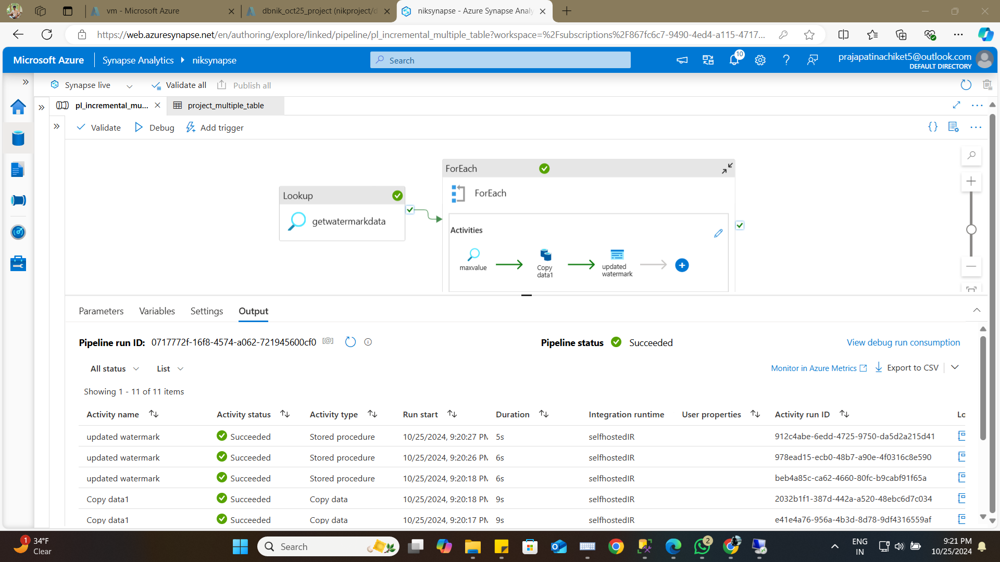 vm - Microsoft Azure
dbnik_oct25_project (nikproject/d
niksynapse - Azure Synapse Analy
https://web.azuresynapse.net/en/authoring/explore/linked/pipeline/pl_incremental_multiple_table?workspace=%2Fsubscriptions%2F867fc6c7-9490-4ed4-a115-4717...
Microsoft Azure
Synapse Analytics
niksynapse
Search
10
prajapatinachiket5@outlook.com
DEFAULT DIRECTORY
Synapse live
Validate all
Publish all
pl_incremental_mu...
project_multiple_table
Validate
Debug
Add trigger
{}
ForEach
ForEach
Lookup
getwatermarkdata
Activities
maxvalue
Copy
data1
updated
watermark
Parameters
Variables
Settings
Output
Pipeline run ID: 0717772f-16f8-4574-a062-721945600cf0 [@]
Pipeline status
Succeeded
View debug run consumption
All status
List
Monitor in Azure Metrics
Export to CSV
Showing 1 - 11 of 11 items
Activity name Activity status Activity type Run start Duration Integration runtime User properties Activity run ID Lo
updated watermark Succeeded Stored procedure 10/25/2024, 9:20:27 PM 5s selfhostedIR 912c4abe-6edd-4725-9750-da5d2a215d41
updated watermark Succeeded Stored procedure 10/25/2024, 9:20:26 PM 6s selfhostedIR 978ead15-ecb0-48b7-a90e-4f0316c8e590
updated watermark Succeeded Stored procedure 10/25/2024, 9:20:18 PM 6s selfhostedIR beb4a85c-ca62-4660-80fc-b9cabf91f65a
Copy data1 Succeeded Copy data 10/25/2024, 9:20:18 PM 9s selfhostedIR 2032b1f1-387d-442a-a520-48ebc6d7c034
Copy data1 Succeeded Copy data 10/25/2024, 9:20:17 PM 9s selfhostedIR e41e4a76-956a-4b3d-8d78-9df4316559af
1
34°F
Clear
Search
2
ENG
IN
9:21 PM
10/25/2024